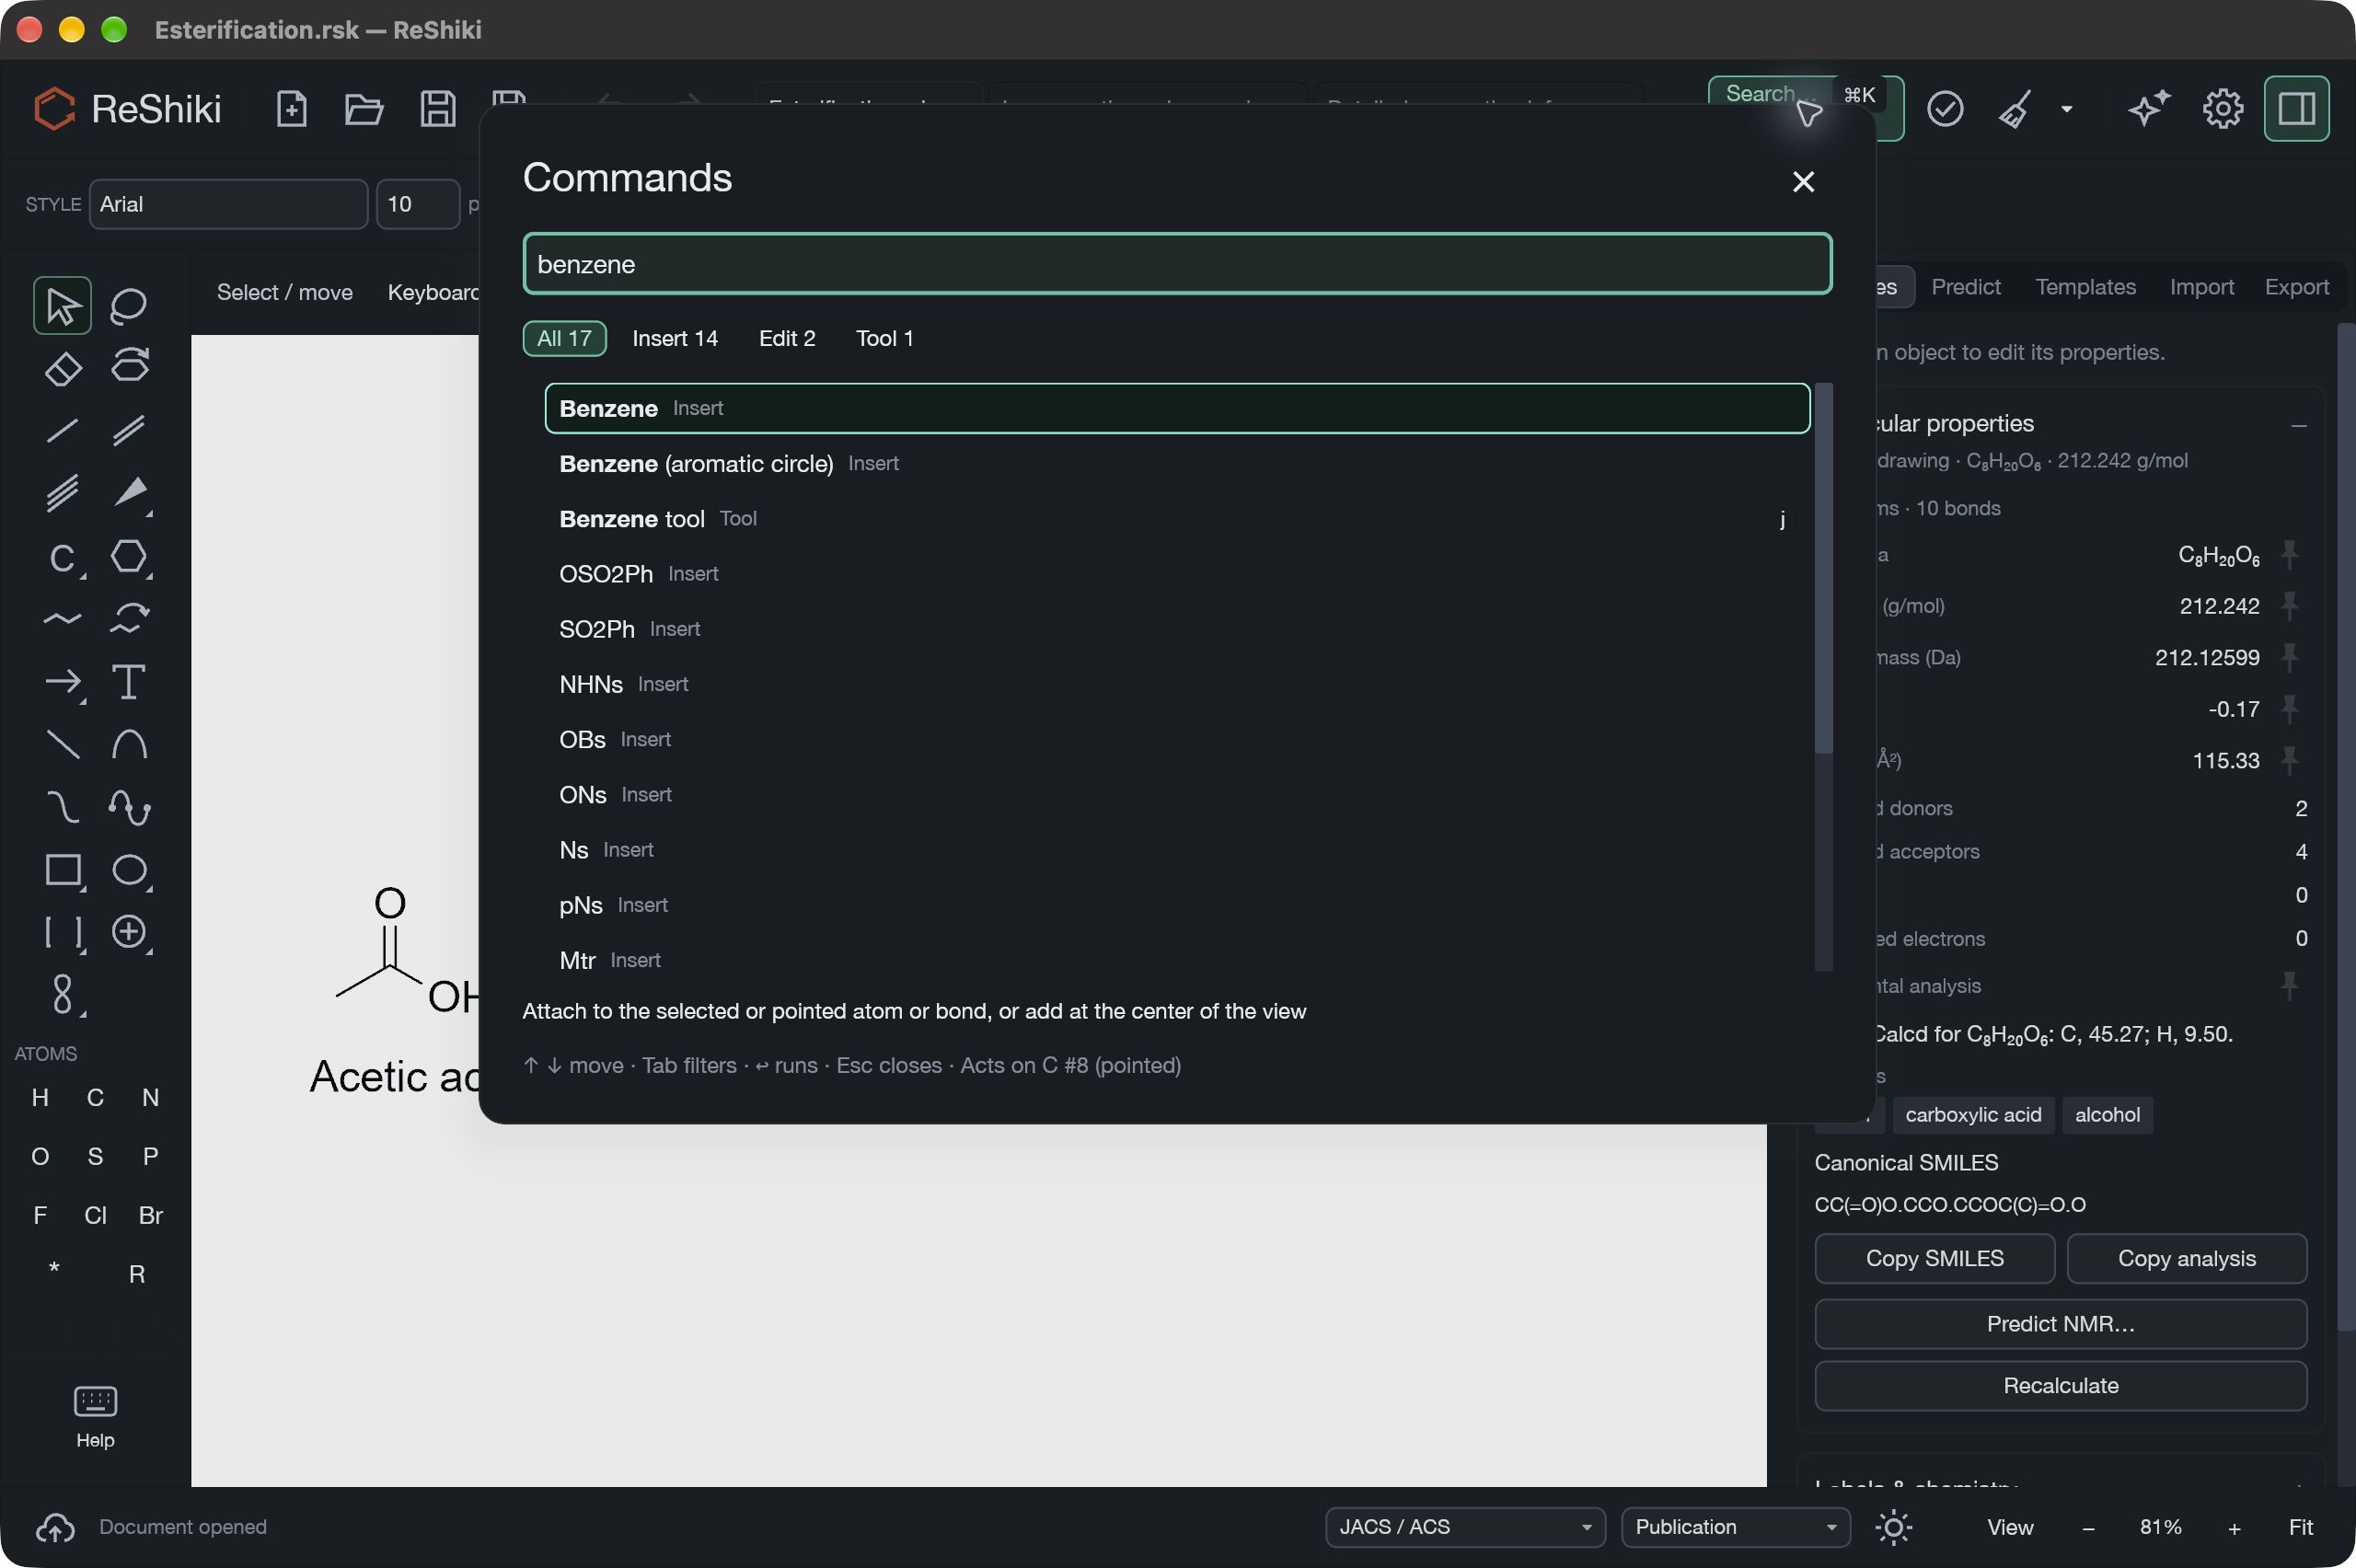 Esterification.rsk — ReShiki
ReShiki
Search... ⌘K
STYLE Arial 10
Commands
benzene
All 17 Insert 14 Edit 2 Tool 1
Benzene Insert
Benzene (aromatic circle) Insert
Benzene tool Tool j
OSO2Ph Insert
SO2Ph Insert
NHNs Insert
OBs Insert
ONs Insert
Ns Insert
pNs Insert
Mtr Insert
Attach to the selected or pointed atom or bond, or add at the center of the view
↑ ↓ move · Tab filters · ↩ runs · Esc closes · Acts on C #8 (pointed)
Select / move
C
T
O
OH
Acetic
ATOMS
H C N
O S P
F Cl Br
* R
Help
Predict Templates Import Export
object to edit its properties.
properties
drawing · C₈H₂₀O₆ · 212.242 g/mol
· 10 bonds
C₈H₂₀O₆
(g/mol) 212.242
mass (Da) 212.12599
-0.17
Å²) 115.33
donors 2
acceptors 4
0
electrons 0
analysis
Calcd for C₈H₂₀O₆: C, 45.27; H, 9.50.
carboxylic acid alcohol
Canonical SMILES
CC(=O)O.CCO.CCOC(C)=O.O
Copy SMILES Copy analysis
Predict NMR...
Recalculate
Document opened
JACS / ACS Publication View − 81% + Fit